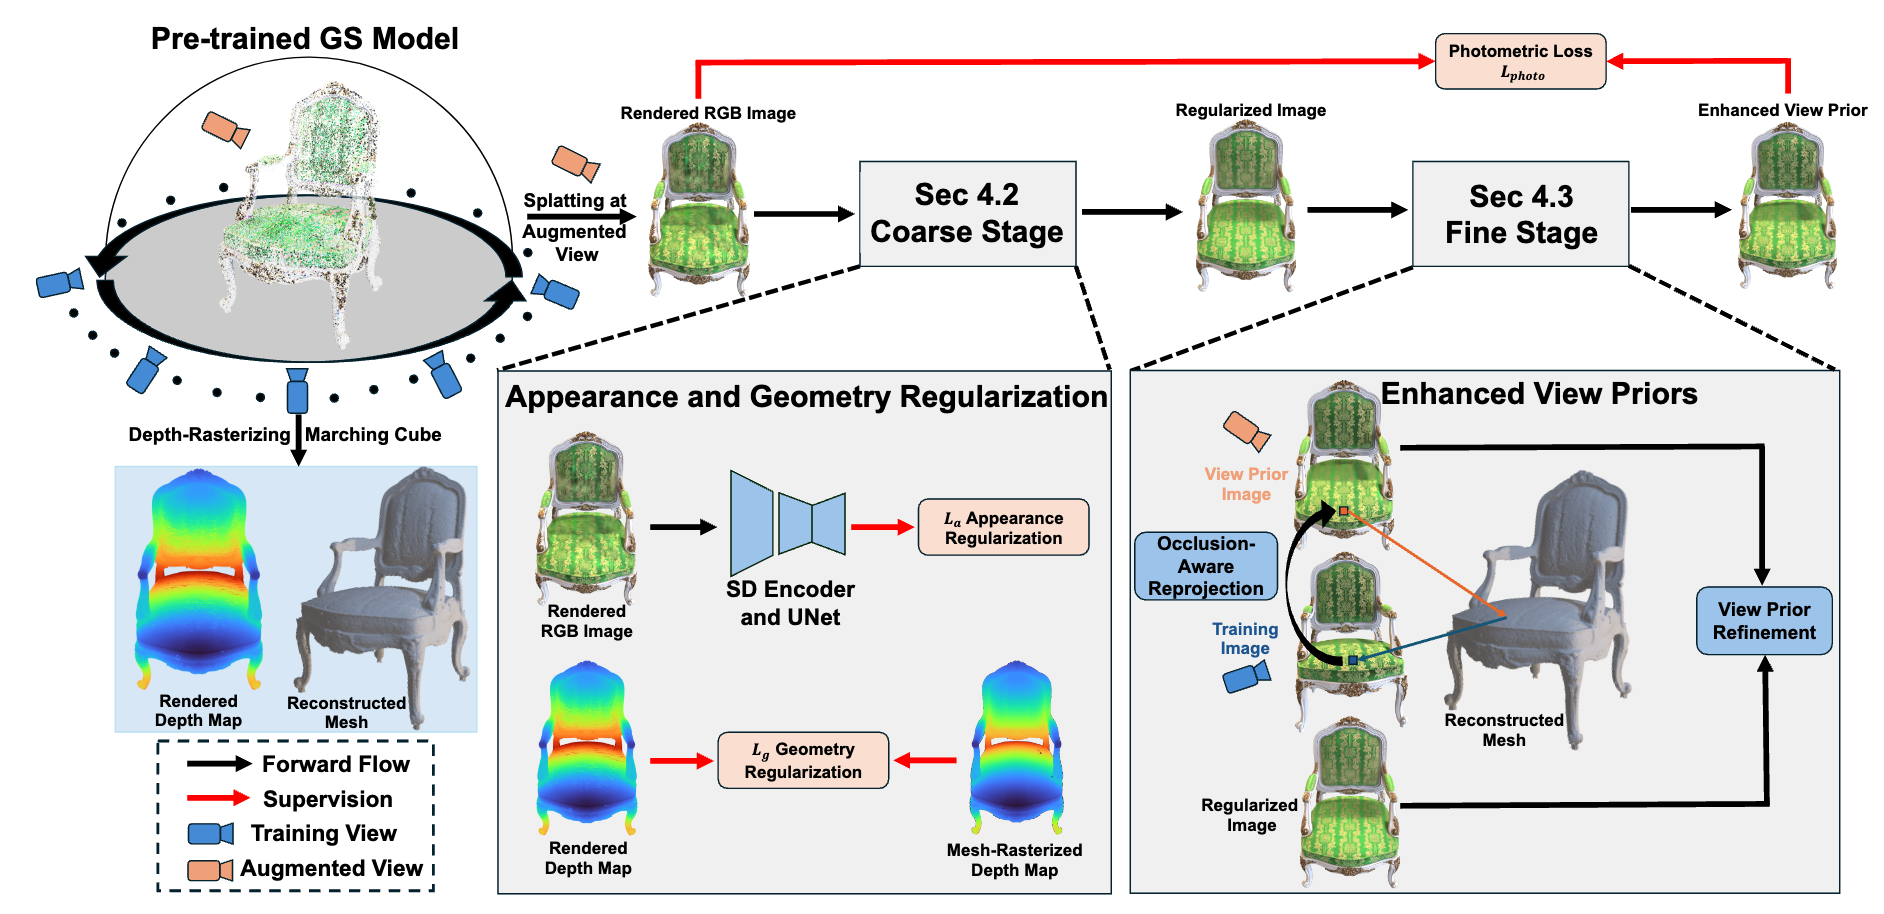 Pre-trained GS Model
Photometric Loss
L_photo
Rendered RGB Image
Regularized Image
Enhanced View Prior
Splatting at
Augmented
View
Sec 4.2
Coarse Stage
Sec 4.3
Fine Stage
Depth-Rasterizing
Marching Cube
Rendered
Depth Map
Reconstructed
Mesh
Forward Flow
Supervision
Training View
Augmented View
Appearance and Geometry Regularization
Rendered
RGB Image
SD Encoder
and UNet
L_a Appearance
Regularization
Rendered
Depth Map
L_g Geometry
Regularization
Mesh-Rasterized
Depth Map
Enhanced View Priors
View Prior
Image
Occlusion-
Aware
Reprojection
Training
Image
Reconstructed
Mesh
Regularized
Image
View Prior
Refinement